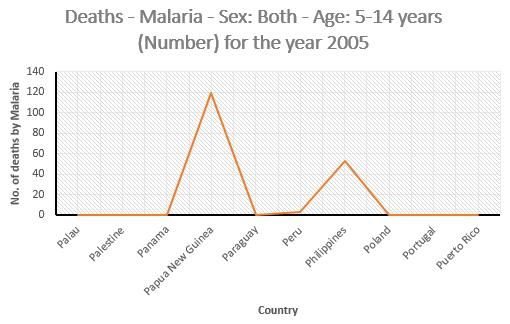 Deaths - Malaria - Sex: Both - Age: 5-14 years
(Number) for the year 2005
No. of deaths by Malaria
140
120
100
80
60
40
20
0
Palau
Palestine
Panama
Papua New Guinea
Paraguay
Peru
Philippines
Poland
Portugal
Puerto Rico
Country